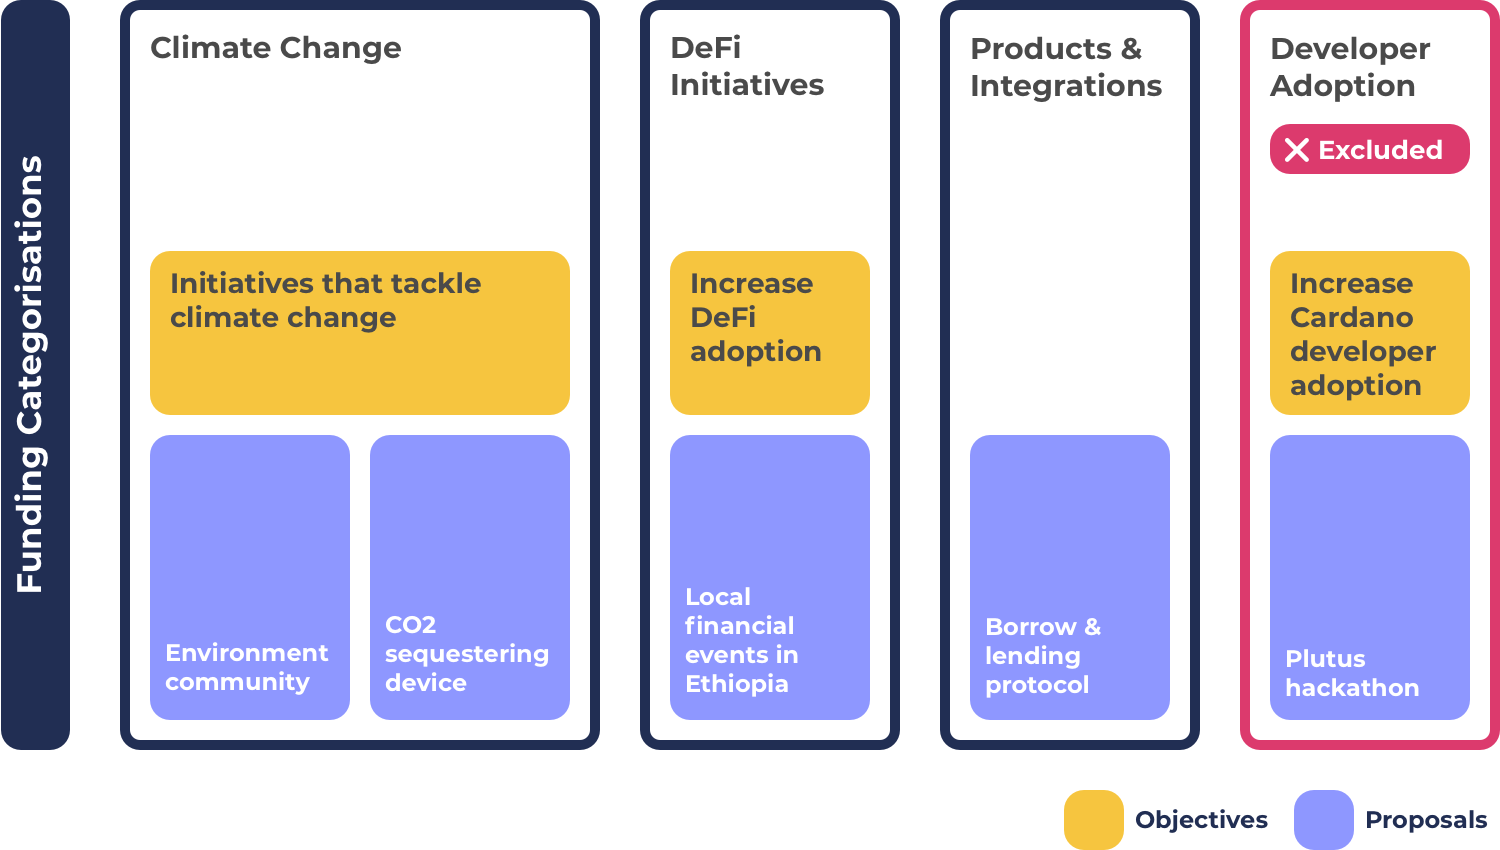 Funding Categorisations
Climate Change
Initiatives that tackle
climate change
Environment
community
CO2
sequestering
device
DeFi
Initiatives
Increase
DeFi
adoption
Local
financial
events in
Ethiopia
Products &
Integrations
Borrow &
lending
protocol
Developer
Adoption
Excluded
Increase
Cardano
developer
adoption
Plutus
hackathon
Objectives
Proposals